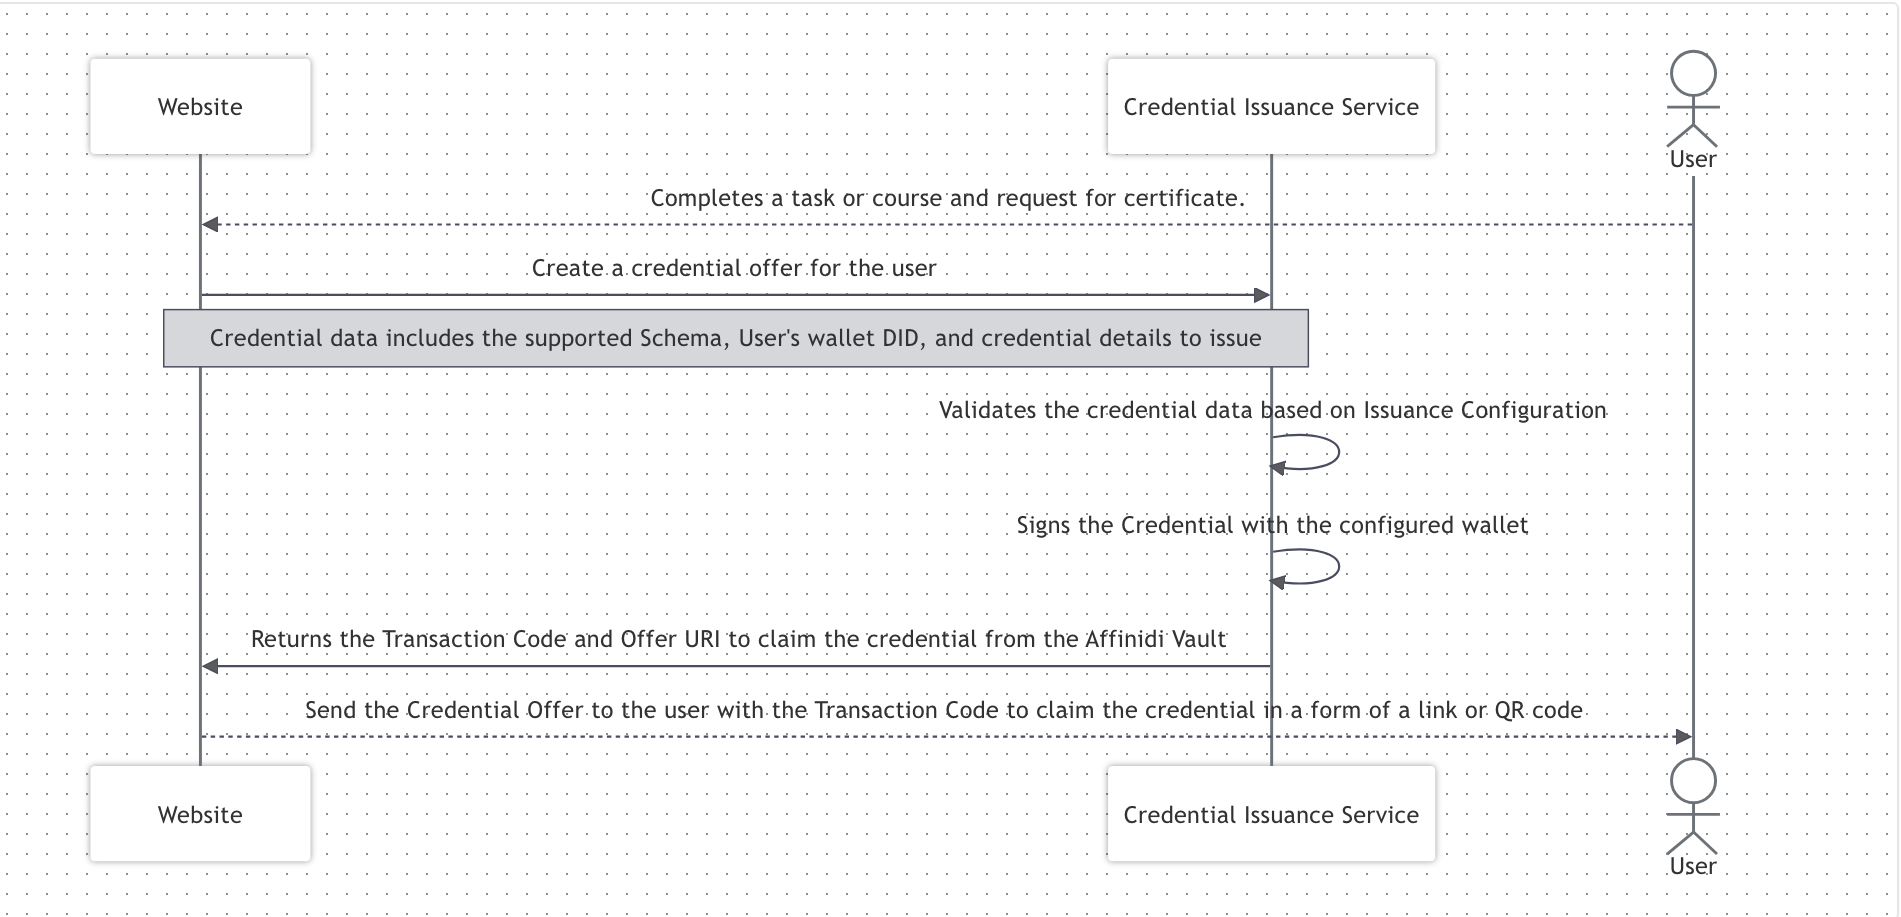 Website
Credential Issuance Service
User
Completes a task or course and request for certificate.
Create a credential offer for the user
Credential data includes the supported Schema, User's wallet DID, and credential details to issue
Validates the credential data based on Issuance Configuration
Signs the Credential with the configured wallet
Returns the Transaction Code and Offer URI to claim the credential from the Affinidi Vault
Send the Credential Offer to the user with the Transaction Code to claim the credential in a form of a link or QR code
Website
Credential Issuance Service
User